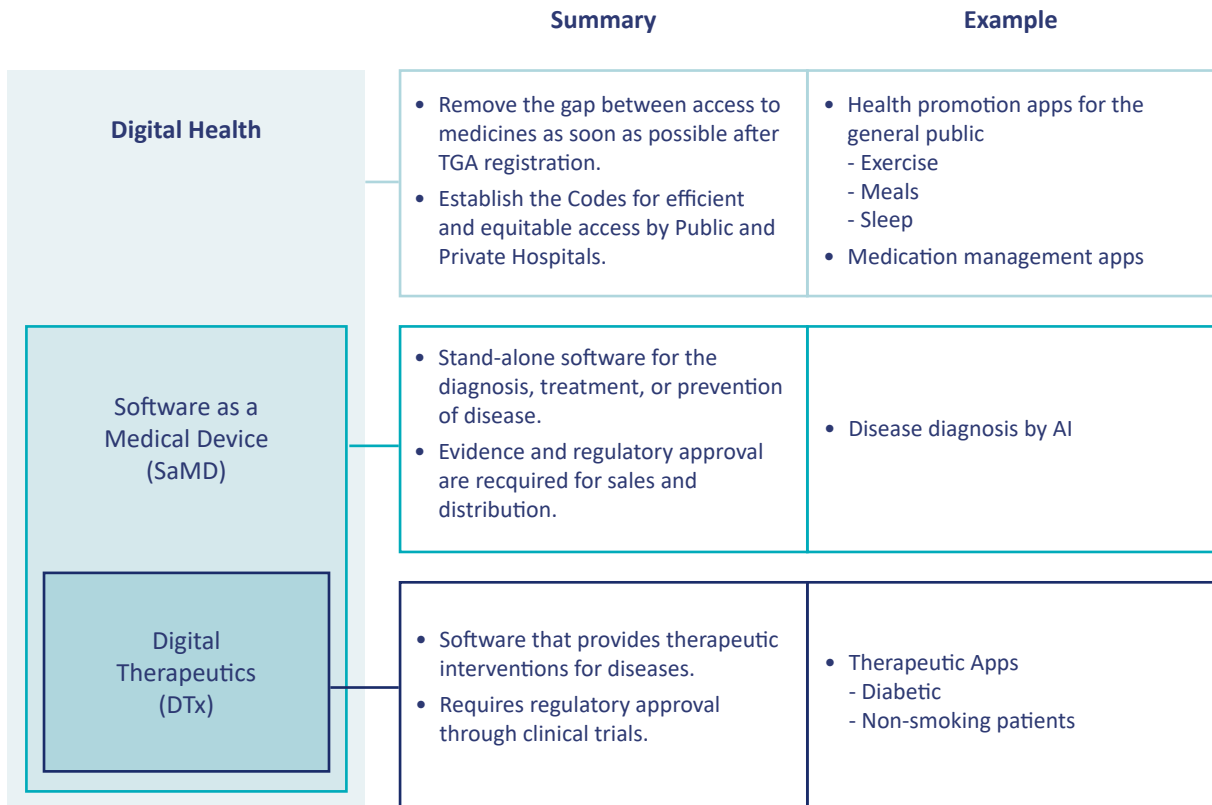 Summary
Example
Digital Health
• Remove the gap between access to
medicines as soon as possible after
TGA registration.
• Establish the Codes for efficient
and equitable access by Public and
Private Hospitals.
• Health promotion apps for the
general public
- Exercise
- Meals
- Sleep
• Medication management apps
Software as a
Medical Device
(SaMD)
• Stand-alone software for the
diagnosis, treatment, or prevention
of disease.
• Evidence and regulatory approval
are recquired for sales and
distribution.
• Disease diagnosis by AI
Digital
Therapeutics
(DTx)
• Software that provides therapeutic
interventions for diseases.
• Requires regulatory approval
through clinical trials.
• Therapeutic Apps
- Diabetic
- Non-smoking patients